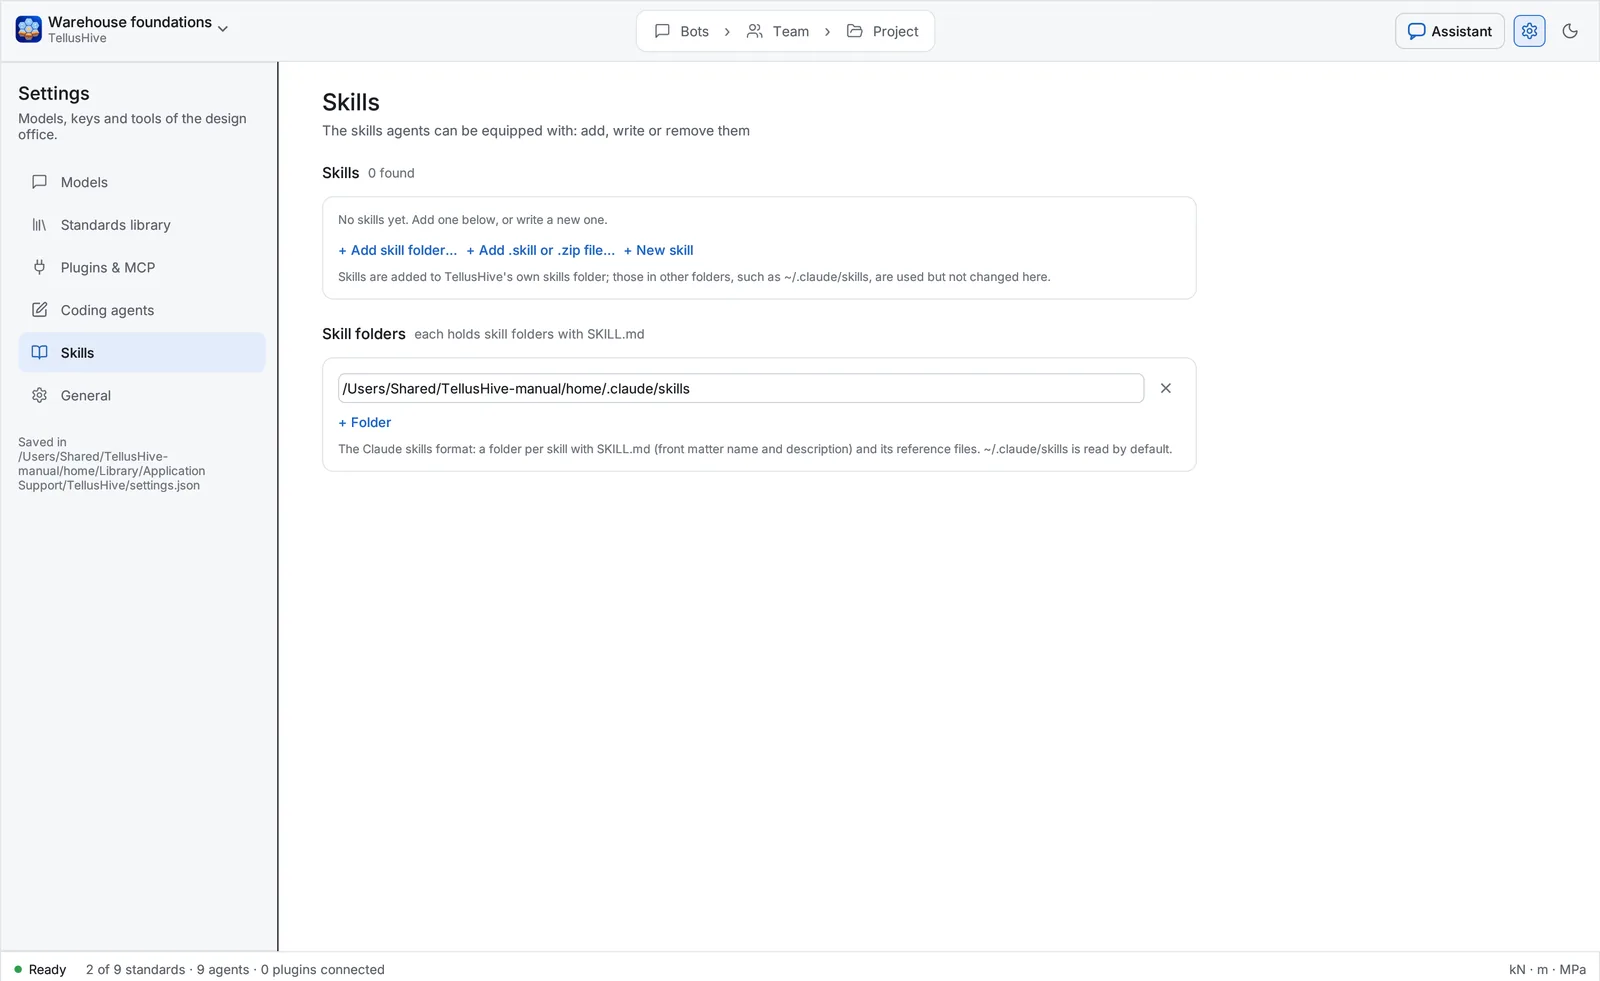 Warehouse foundations
TellusHive
Bots
Team
Project
Assistant
Settings
Models, keys and tools of the design
office.
Models
Standards library
Plugins & MCP
Coding agents
Skills
General
Saved in
/Users/Shared/TellusHive-
manual/home/Library/Application
Support/TellusHive/settings.json
Skills
The skills agents can be equipped with: add, write or remove them
Skills 0 found
No skills yet. Add one below, or write a new one.
+ Add skill folder... + Add .skill or .zip file... + New skill
Skills are added to TellusHive's own skills folder; those in other folders, such as ~/.claude/skills, are used but not changed here.
Skill folders each holds skill folders with SKILL.md
/Users/Shared/TellusHive-manual/home/.claude/skills
+ Folder
The Claude skills format: a folder per skill with SKILL.md (front matter name and description) and its reference files. ~/.claude/skills is read by default.
Ready 2 of 9 standards · 9 agents · 0 plugins connected
kN · m · MPa